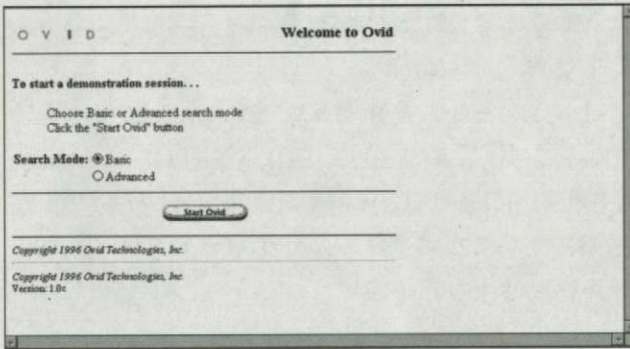 O V I D Welcome to Ovid
To start a demonstration session...
Choose Basic or Advanced search mode
Click the "Start Ovid" button
Search Mode: Basic
Advanced
Start Ovid
Copyright 1996 Ovid Technologies, Inc.
Copyright 1996 Ovid Technologies, Inc.
Version: 1.0c